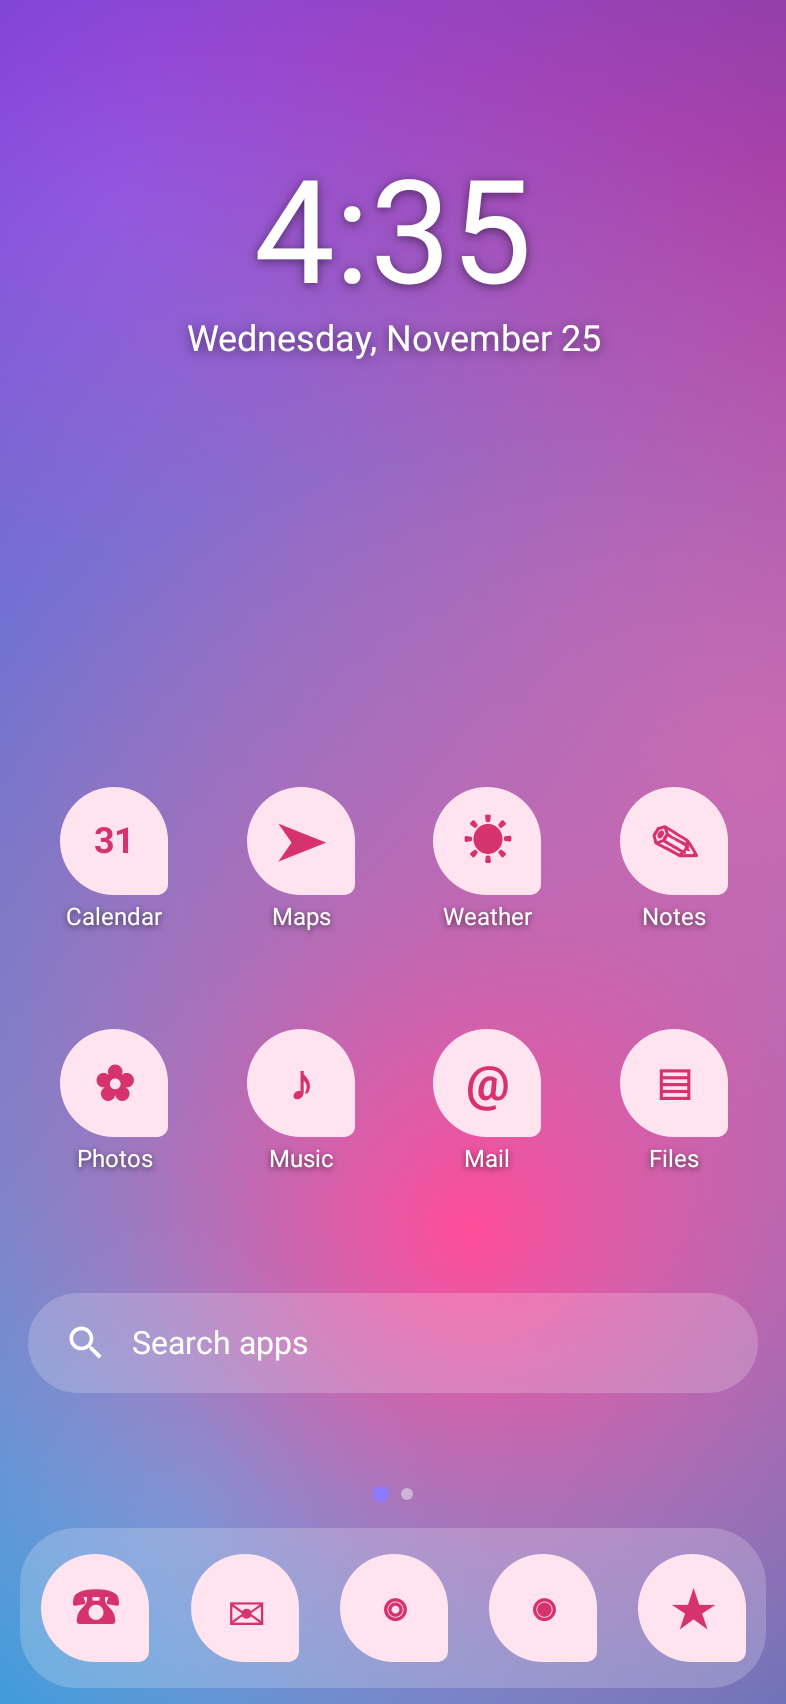 4:35
Wednesday, November 25
31
Calendar
Maps
Weather
Notes
Photos
Music
@
Mail
Files
Search apps